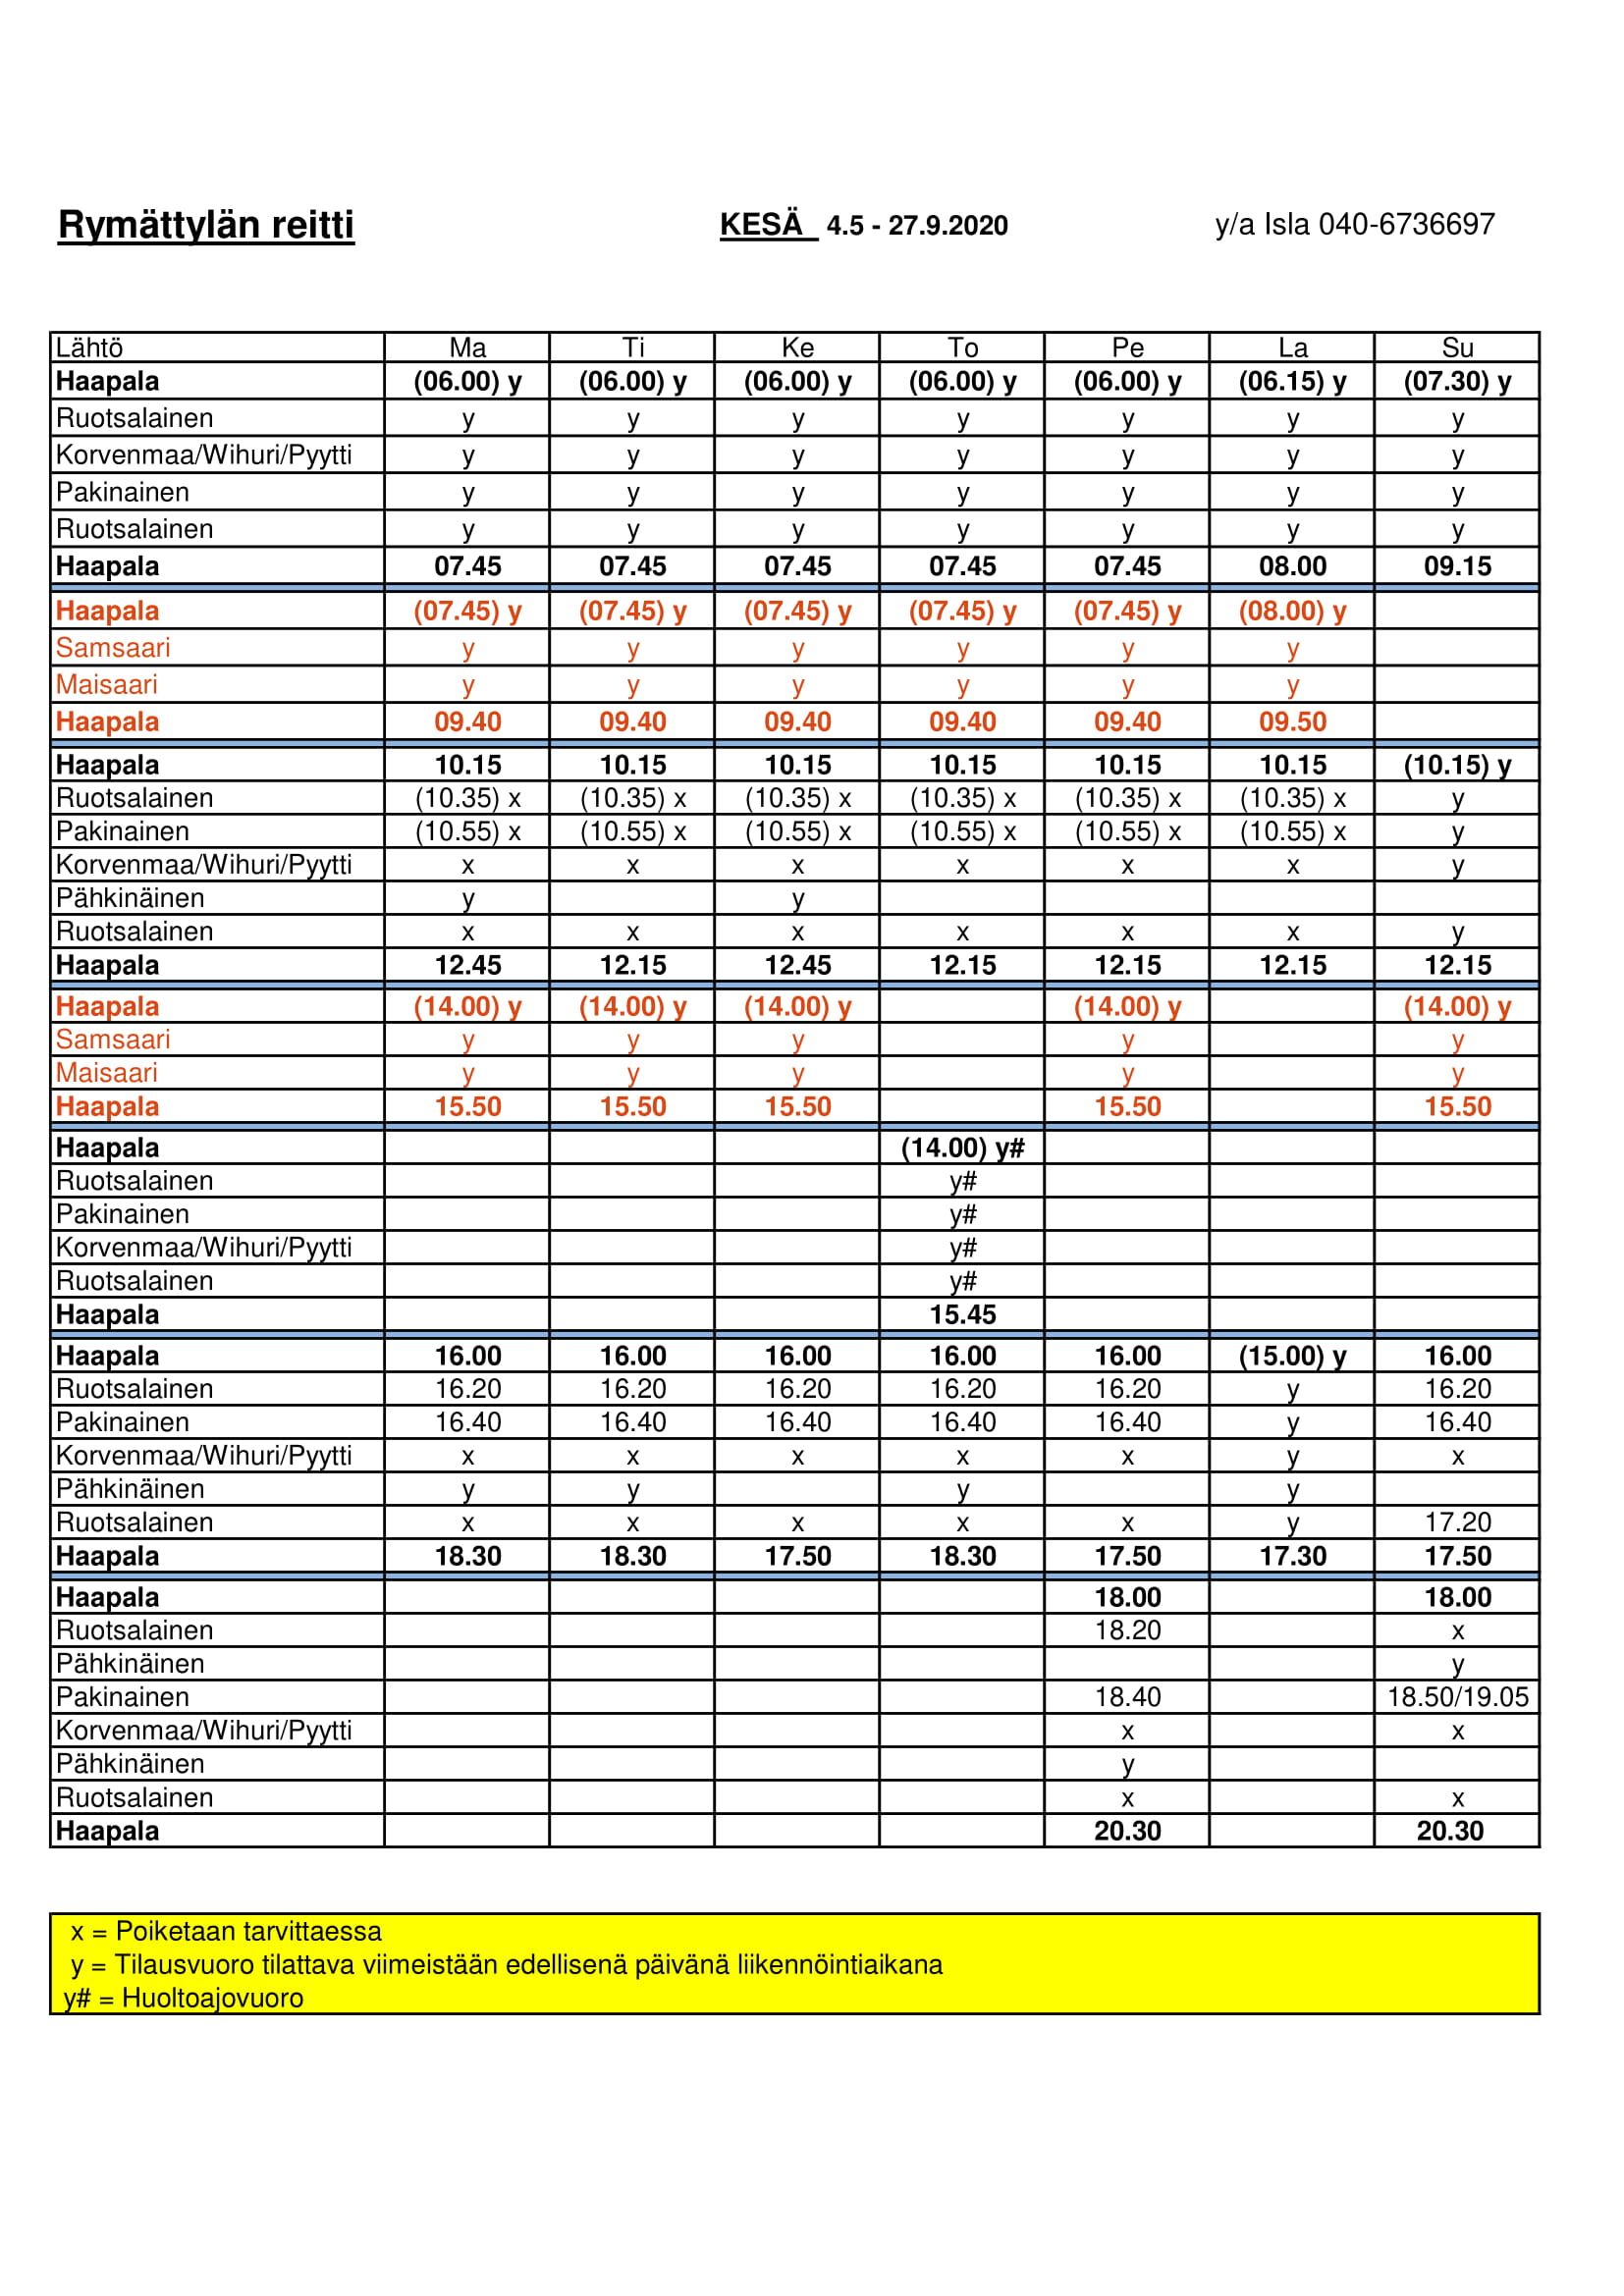 Rymättylän reitti KESÄ 4.5 - 27.9.2020 y/a Isla 040-6736697
Lähtö Ma Ti Ke To Pe La Su
Haapala (06.00) y (06.00) y (06.00) y (06.00) y (06.00) y (06.15) y (07.30) y
Ruotsalainen y y y y y y y
Korvenmaa/Wihuri/Pyytti y y y y y y y
Pakinainen y y y y y y y
Ruotsalainen y y y y y y y
Haapala 07.45 07.45 07.45 07.45 07.45 08.00 09.15
Haapala (07.45) y (07.45) y (07.45) y (07.45) y (07.45) y (08.00) y
Samsaari y y y y y y
Maisaari y y y y y y
Haapala 09.40 09.40 09.40 09.40 09.40 09.50
Haapala 10.15 10.15 10.15 10.15 10.15 10.15 (10.15) y
Ruotsalainen (10.35) x (10.35) x (10.35) x (10.35) x (10.35) x (10.35) x y
Pakinainen (10.55) x (10.55) x (10.55) x (10.55) x (10.55) x (10.55) x y
Korvenmaa/Wihuri/Pyytti x x x x x x y
Pähkinäinen y y
Ruotsalainen x x x x x x y
Haapala 12.45 12.15 12.45 12.15 12.15 12.15 12.15
Haapala (14.00) y (14.00) y (14.00) y (14.00) y (14.00) y
Samsaari y y y y y
Maisaari y y y y y
Haapala 15.50 15.50 15.50 15.50 15.50
Haapala (14.00) y#
Ruotsalainen y#
Pakinainen y#
Korvenmaa/Wihuri/Pyytti y#
Ruotsalainen y#
Haapala 15.45
Haapala 16.00 16.00 16.00 16.00 16.00 (15.00) y 16.00
Ruotsalainen 16.20 16.20 16.20 16.20 16.20 y 16.20
Pakinainen 16.40 16.40 16.40 16.40 16.40 y 16.40
Korvenmaa/Wihuri/Pyytti x x x x x y x
Pähkinäinen y y y y
Ruotsalainen x x x x x y 17.20
Haapala 18.30 18.30 17.50 18.30 17.50 17.30 17.50
Haapala 18.00 18.00
Ruotsalainen 18.20 x
Pähkinäinen y
Pakinainen 18.40 18.50/19.05
Korvenmaa/Wihuri/Pyytti x x
Pähkinäinen y
Ruotsalainen x x
Haapala 20.30 20.30
x = Poiketaan tarvittaessa
y = Tilausvuoro tilattava viimeistään edellisenä päivänä liikennöintiaikana
y# = Huoltoajovuoro